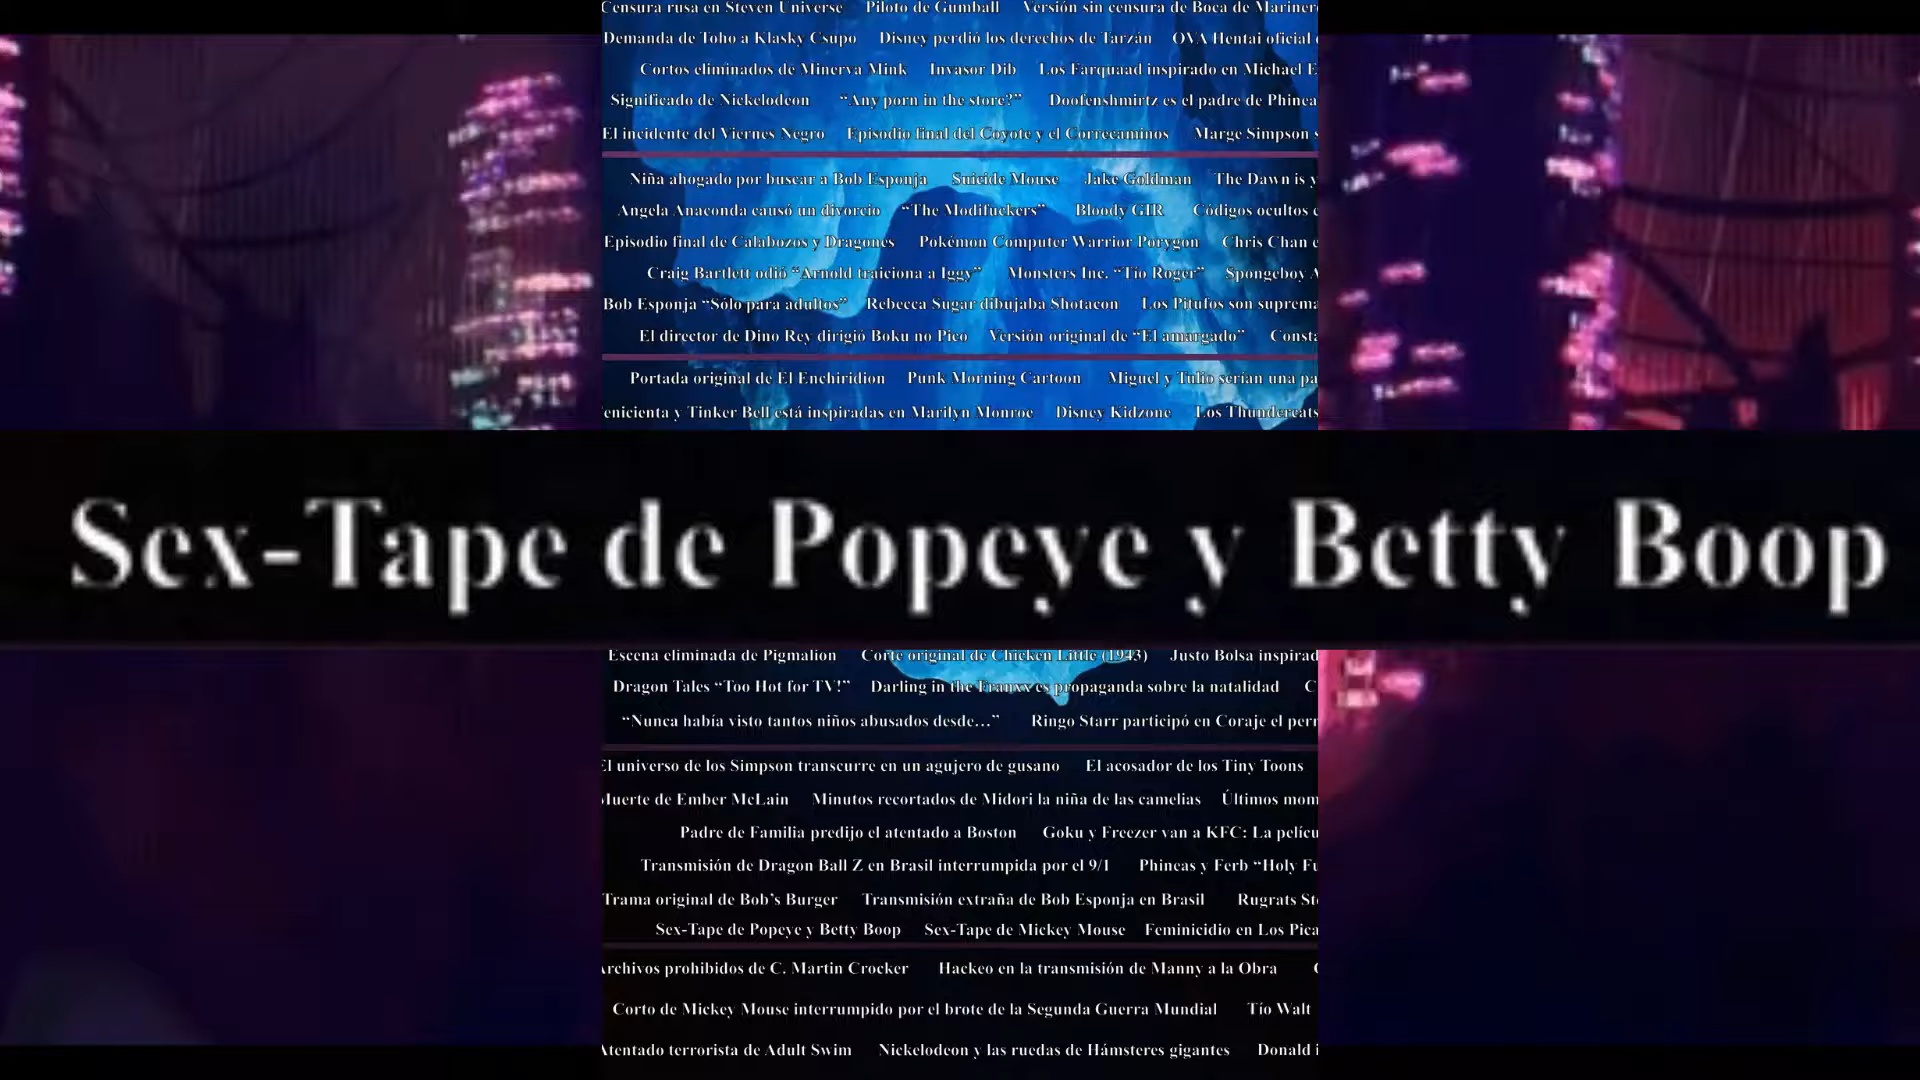 Censura rusa en Steven Universe Piloto de Gumball Versión sin censura de Boca de Mariner
Demanda de Toho a Klasky Csupo Disney perdió los derechos de Tarzán OVA Hentai oficial
Cortos eliminados de Minerva Mink Invasor Dib Los Farquaad inspirado en Michael E
Significado de Nickelodeon “Any porn in the store?” Doofenshmirtz es el padre de Phinea
El incidente del Viernes Negro Episodio final del Coyote y el Correcaminos Marge Simpson s
Niña ahogado por buscar a Bob Esponja Suicide Mouse Jake Goldman The Dawn is y
Angela Anaconda causó un divorcio “The Modifuckers” Bloody GIR Códigos ocultos
Episodio final de Calabozos y Dragones Pokémon Computer Warrior Porygon Chris Chan
Craig Bartlett odió “Arnold traiciona a Iggy” Monsters Inc. “Tío Roger” Spongeboy A
Bob Esponja “Sólo para adultos” Rebecca Sugar dibujaba Shotacon Los Pitufos son suprema
El director de Dino Rey dirigió Boku no Pico Versión original de “El amargado” Consta
Portada original de El Enchiridion Punk Morning Cartoon Miguel y Tulio serían una pa
enicienta y Tinker Bell está inspiradas en Marilyn Monroe Disney Kidzone Los Thundercats
Sex-Tape de Popeye y Betty Boop
Escena eliminada de Pigmalion Corte original de Chicken Little (1943) Justo Bolsa inspirad
Dragon Tales “Too Hot for TV!” Darling in the Franxx es propaganda sobre la natalidad C
“Nunca había visto tantos niños abusados desde...” Ringo Starr participó en Coraje el perr
El universo de los Simpson transcurre en un agujero de gusano El acosador de los Tiny Toons
Muerte de Ember McLain Minutos recortados de Midori la niña de las camelias Últimos mom
Padre de Familia predijo el atentado a Boston Goku y Freezer van a KFC: La pelícu
Transmisión de Dragon Ball Z en Brasil interrumpida por el 9/1 Phineas y Ferb “Holy Fu
Trama original de Bob’s Burger Transmisión extraña de Bob Esponja en Brasil Rugrats St
Sex-Tape de Popeye y Betty Boop Sex-Tape de Mickey Mouse Feminicidio en Los Pica
Archivos prohibidos de C. Martin Crocker Hackeo en la transmisión de Manny a la Obra
Corto de Mickey Mouse interrumpido por el brote de la Segunda Guerra Mundial Tío Walt
Atentado terrorista de Adult Swim Nickelodeon y las ruedas de Hámsteres gigantes Donald